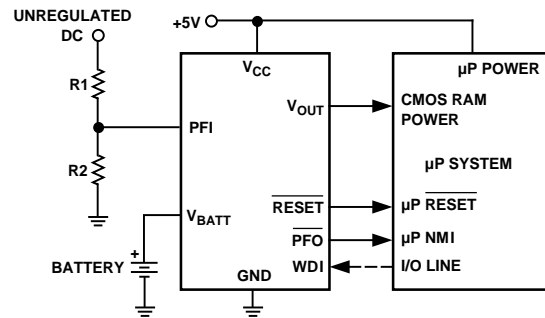 UNREGULATED
DC
+5V
R1
R2
BATTERY
+
VCC
VOUT
PFI
VBATT
RESET
PFO
WDI
GND
µP POWER
CMOS RAM
POWER
µP SYSTEM
µP RESET
µP NMI
I/O LINE